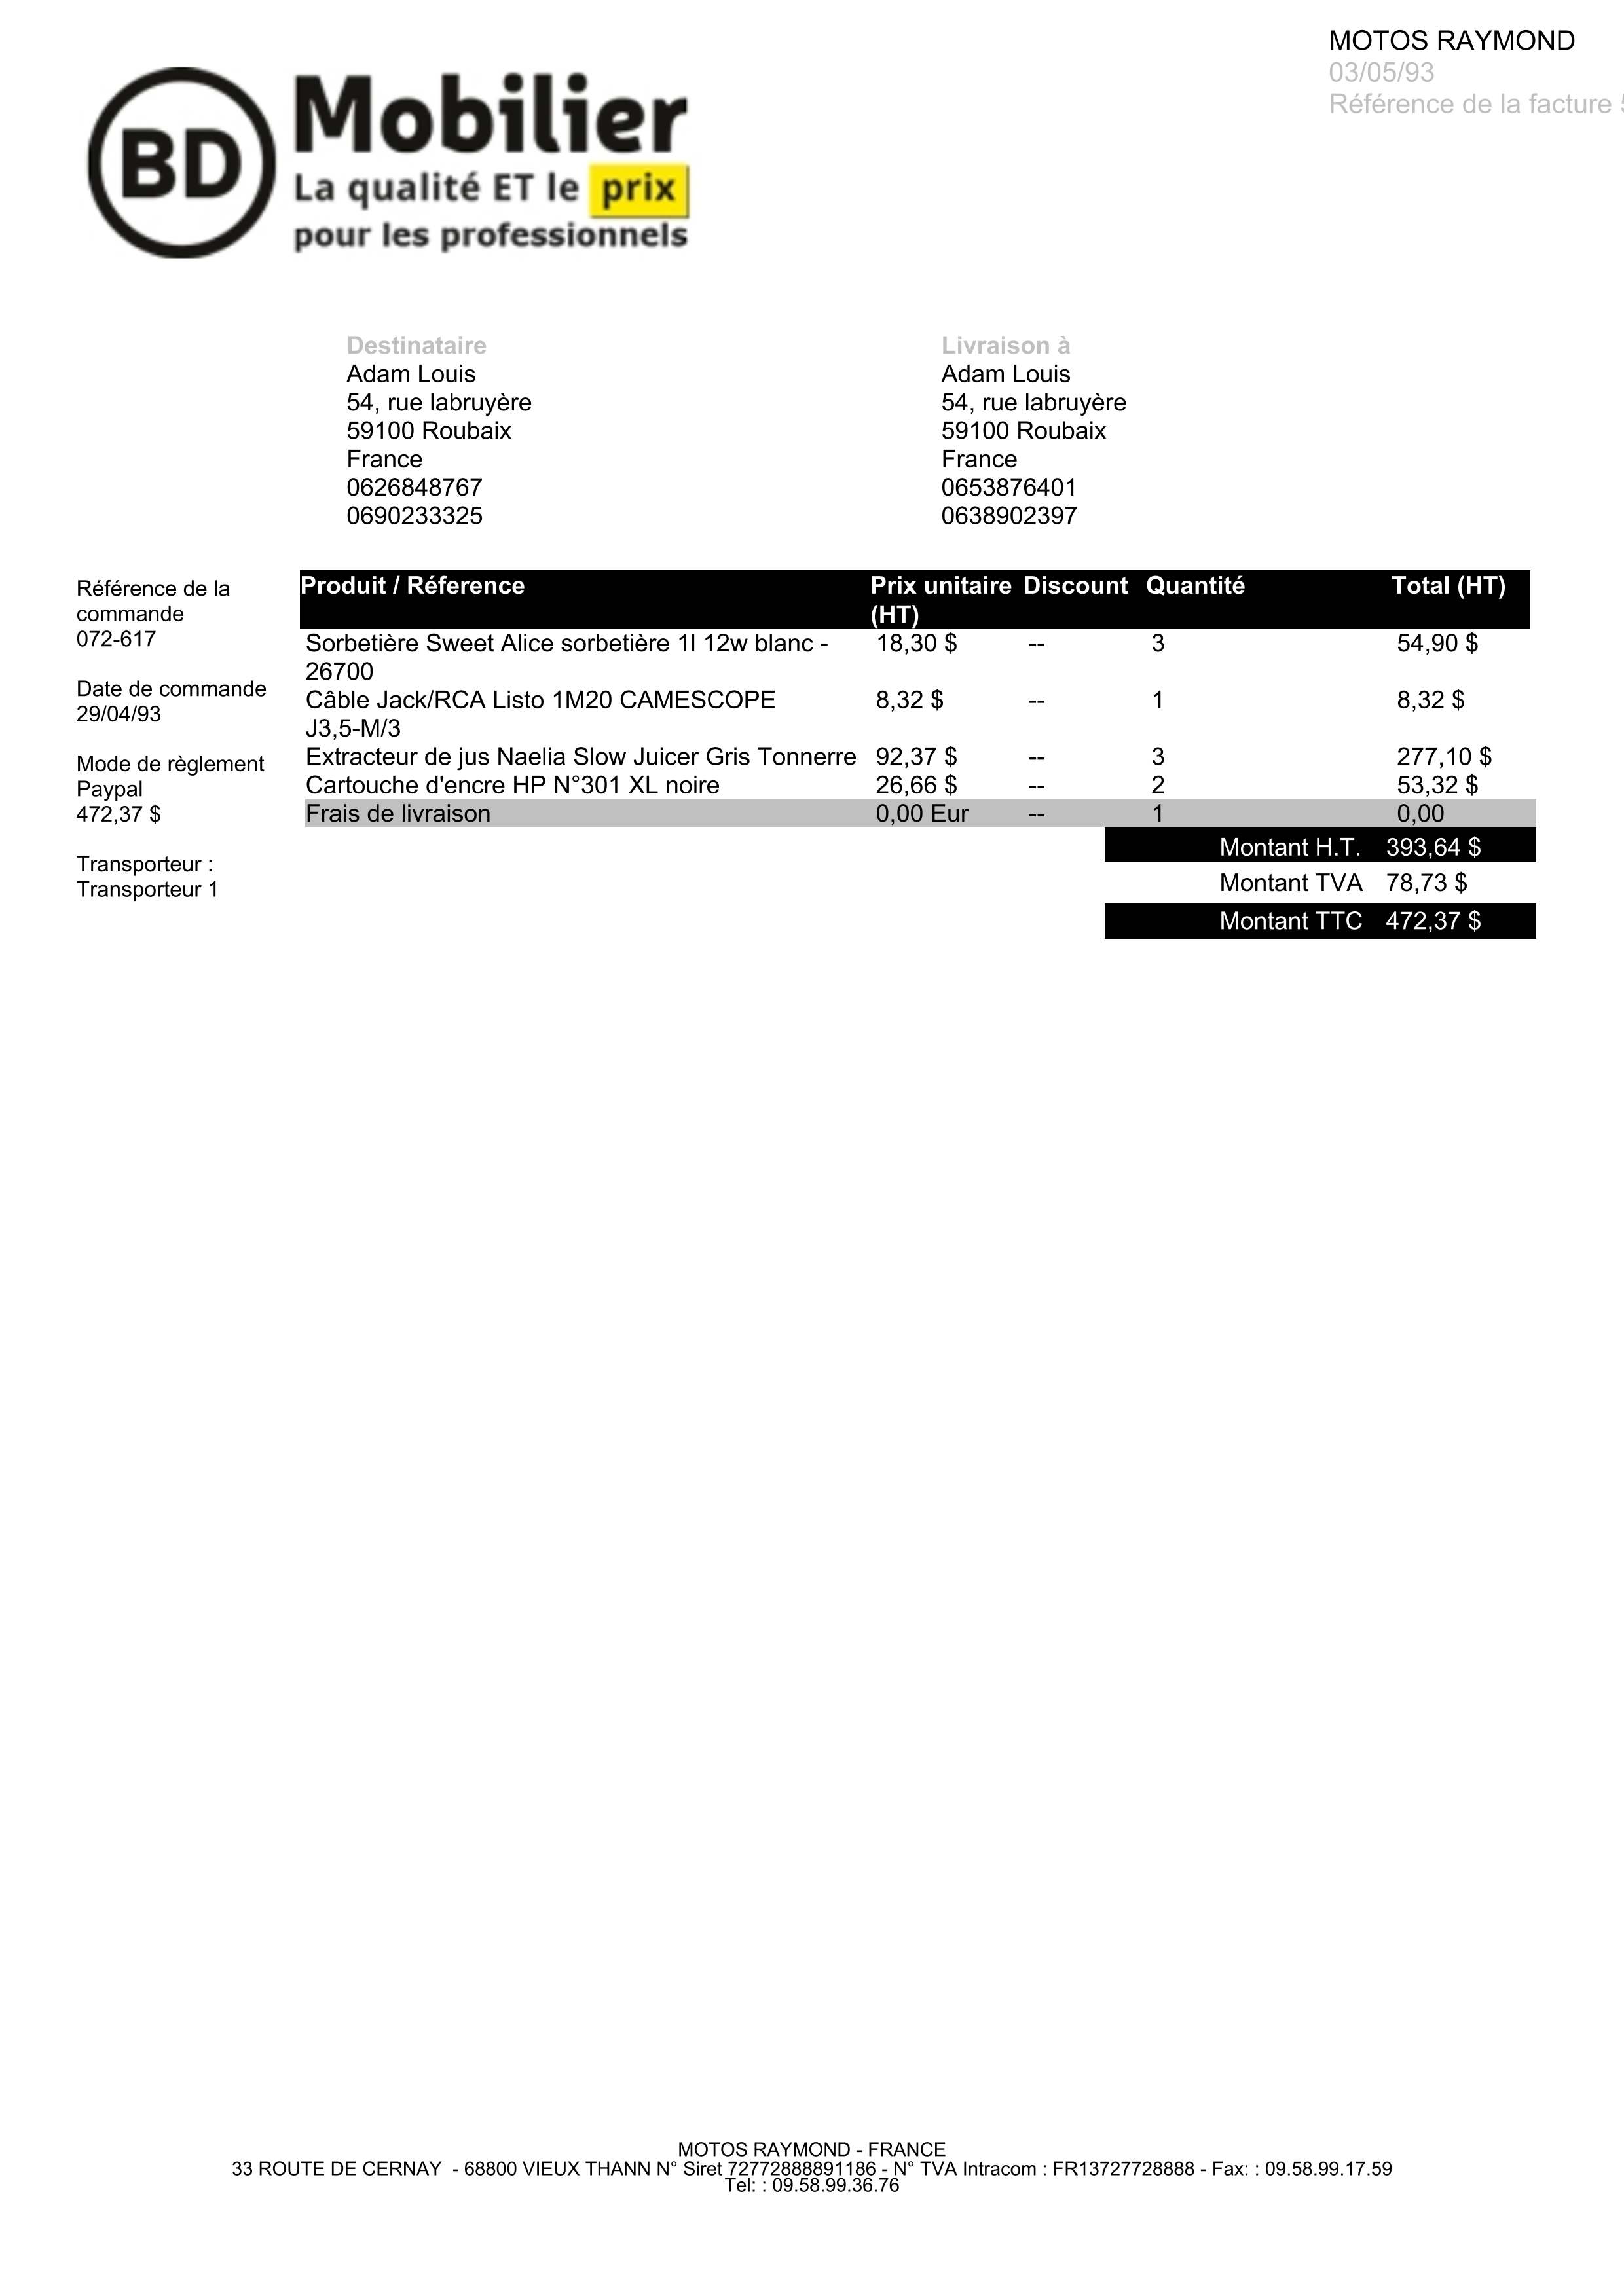 MOTOS RAYMOND
03/05/93
Référence de la facture
BD
Mobilier
La qualité ET le prix
pour les professionnels
Destinataire
Adam Louis
54, rue labruyère
59100 Roubaix
France
0626848767
0690233325
Livraison à
Adam Louis
54, rue labruyère
59100 Roubaix
France
0653876401
0638902397
Référence de la
commande
072-617
Date de commande
29/04/93
Mode de règlement
Paypal
472,37 $
Transporteur :
Transporteur 1
Produit / Réference Prix unitaire (HT) Discount Quantité Total (HT)
Sorbetière Sweet Alice sorbetière 1l 12w blanc - 18,30 $ -- 3 54,90 $
26700
Câble Jack/RCA Listo 1M20 CAMESCOPE 8,32 $ -- 1 8,32 $
J3,5-M/3
Extracteur de jus Naelia Slow Juicer Gris Tonnerre 92,37 $ -- 3 277,10 $
Cartouche d'encre HP N°301 XL noire 26,66 $ -- 2 53,32 $
Frais de livraison 0,00 Eur -- 1 0,00
Montant H.T. 393,64 $
Montant TVA 78,73 $
Montant TTC 472,37 $
MOTOS RAYMOND - FRANCE
33 ROUTE DE CERNAY - 68800 VIEUX THANN N° Siret 72772888891186 - N° TVA Intracom : FR13727728888 - Fax: : 09.58.99.17.59
Tel: : 09.58.99.36.76